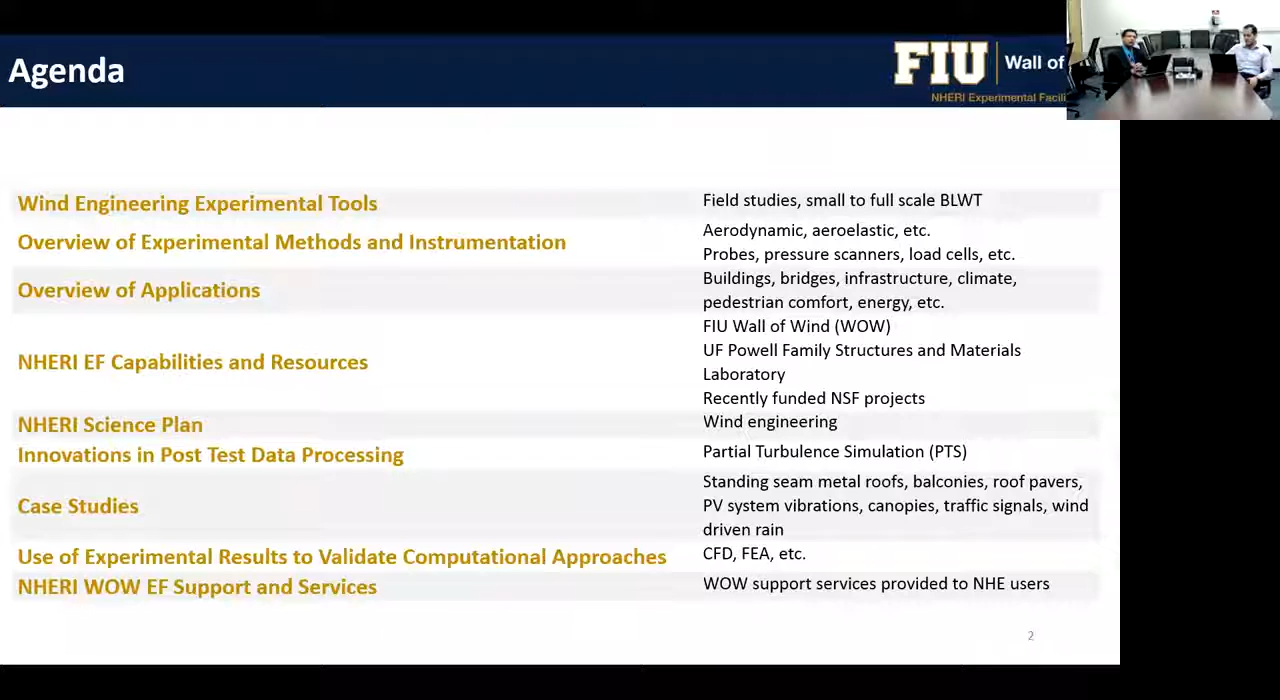 Agenda
FIU Wall of
NHERI Experimental Facili
Wind Engineering Experimental Tools
Field studies, small to full scale BLWT
Overview of Experimental Methods and Instrumentation
Aerodynamic, aeroelastic, etc.
Probes, pressure scanners, load cells, etc.
Overview of Applications
Buildings, bridges, infrastructure, climate,
pedestrian comfort, energy, etc.
NHERI EF Capabilities and Resources
FIU Wall of Wind (WOW)
UF Powell Family Structures and Materials
Laboratory
Recently funded NSF projects
NHERI Science Plan
Wind engineering
Innovations in Post Test Data Processing
Partial Turbulence Simulation (PTS)
Case Studies
Standing seam metal roofs, balconies, roof pavers,
PV system vibrations, canopies, traffic signals, wind
driven rain
Use of Experimental Results to Validate Computational Approaches
CFD, FEA, etc.
NHERI WOW EF Support and Services
WOW support services provided to NHE users
2